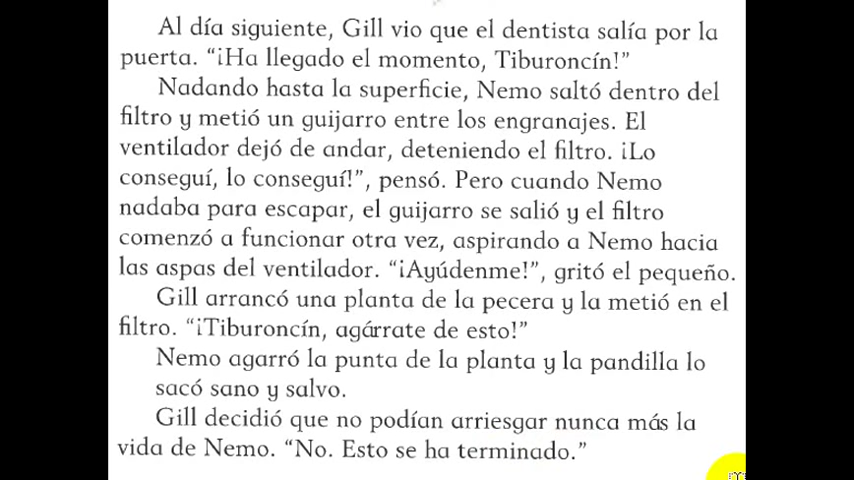 Al día siguiente, Gill vio que el dentista salía por la
puerta. “¡Ha llegado el momento, Tiburoncín!”
Nadando hasta la superficie, Nemo saltó dentro del
filtro y metió un guijarro entre los engranajes. El
ventilador dejó de andar, deteniendo el filtro. ¡Lo
conseguí, lo conseguí!”, pensó. Pero cuando Nemo
nadaba para escapar, el guijarro se salió y el filtro
comenzó a funcionar otra vez, aspirando a Nemo hacia
las aspas del ventilador. “¡Ayúdenme!”, gritó el pequeño.
Gill arrancó una planta de la pecera y la metió en el
filtro. “¡Tiburoncín, agárrate de esto!”
Nemo agarró la punta de la planta y la pandilla lo
sacó sano y salvo.
Gill decidió que no podían arriesgar nunca más la
vida de Nemo. “No. Esto se ha terminado.”